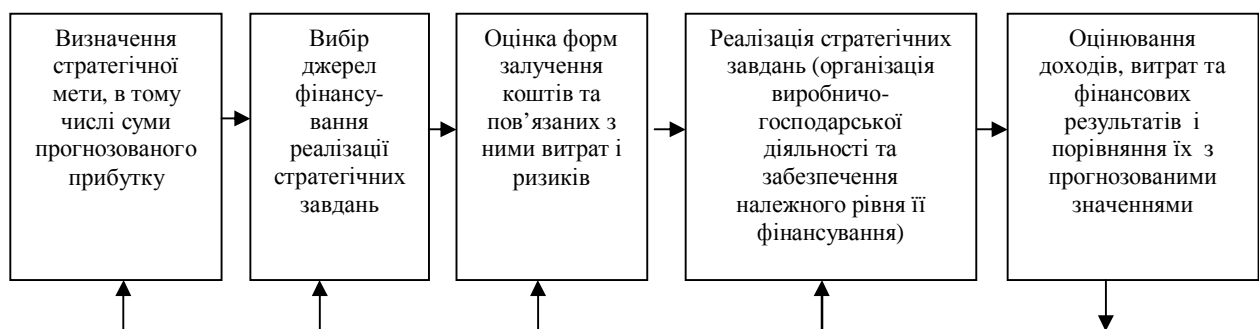 Визначення
стратегічної
мети, в тому
числі суми
прогнозованого
прибутку
Вибір
джерел
фінансу-
вання
реалізації
стратегічних
завдань
Оцінка форм
залучення
коштів та
пов’язаних з
ними витрат і
ризиків
Реалізація стратегічних
завдань (організація
виробничо-
господарської
діяльності та
забезпечення
належного рівня її
фінансування)
Оцінювання
доходів, витрат та
фінансових
результатів і
порівняння їх з
прогнозованими
значеннями